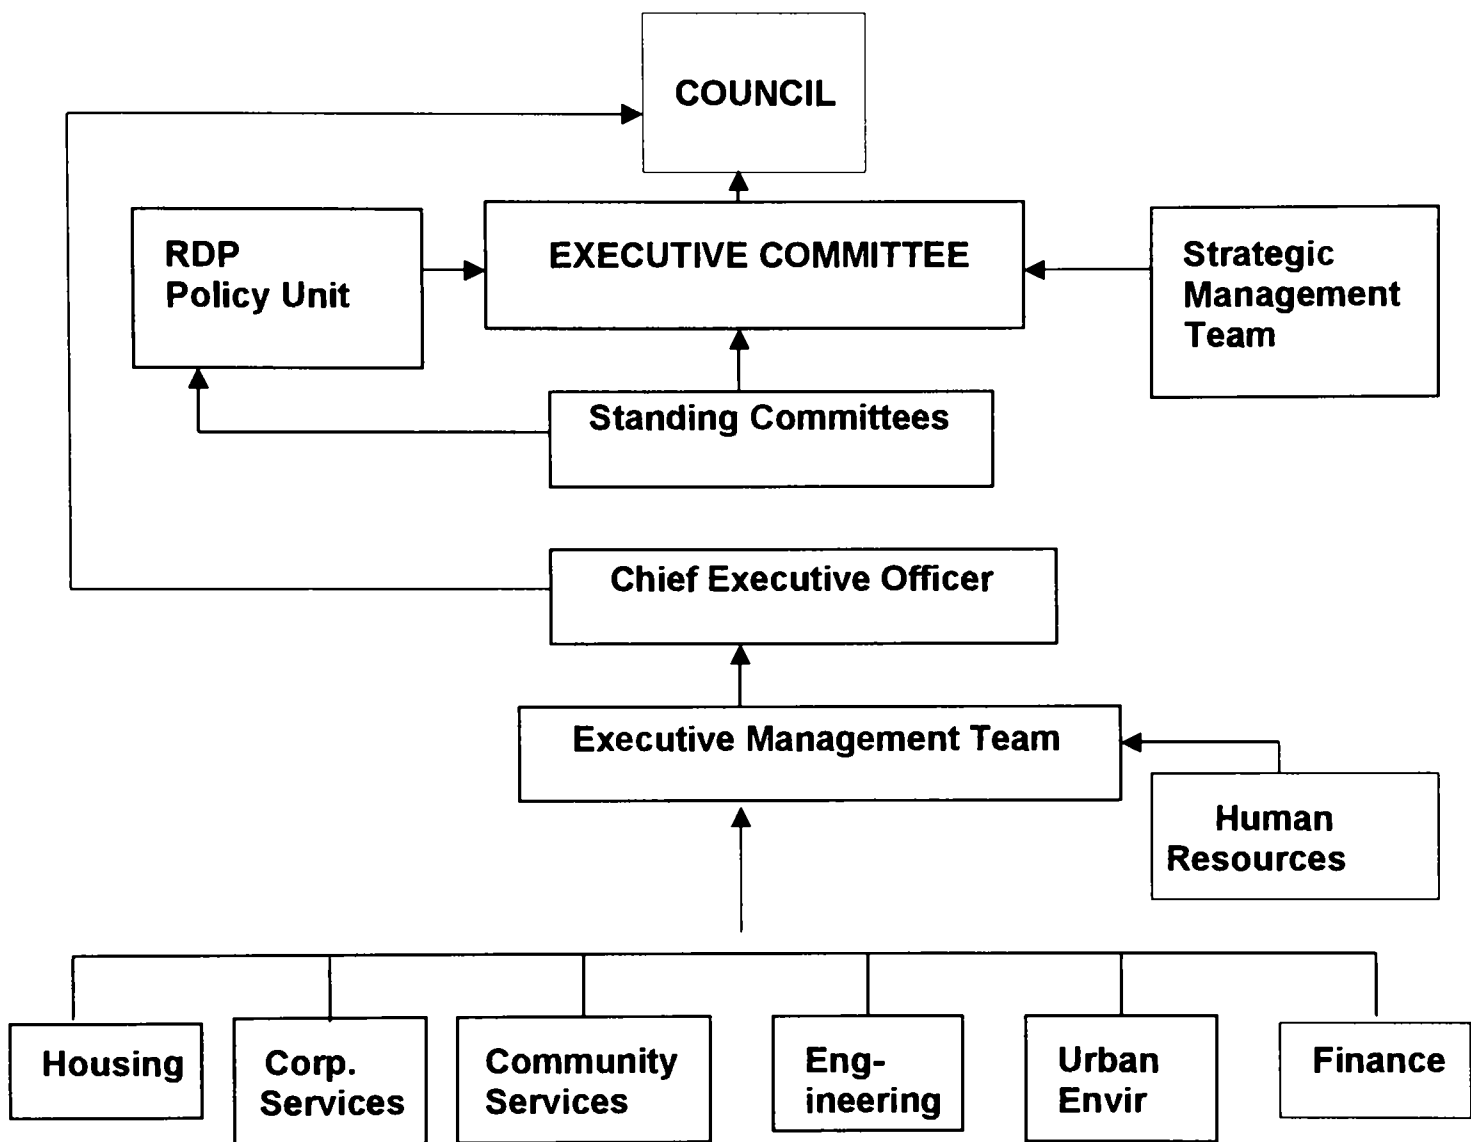 COUNCIL
RDP
Policy Unit
EXECUTIVE COMMITTEE
Strategic
Management
Team
Standing Committees
Chief Executive Officer
Executive Management Team
Human
Resources
Housing
Corp.
Services
Community
Services
Eng-
ineering
Urban
Envir
Finance